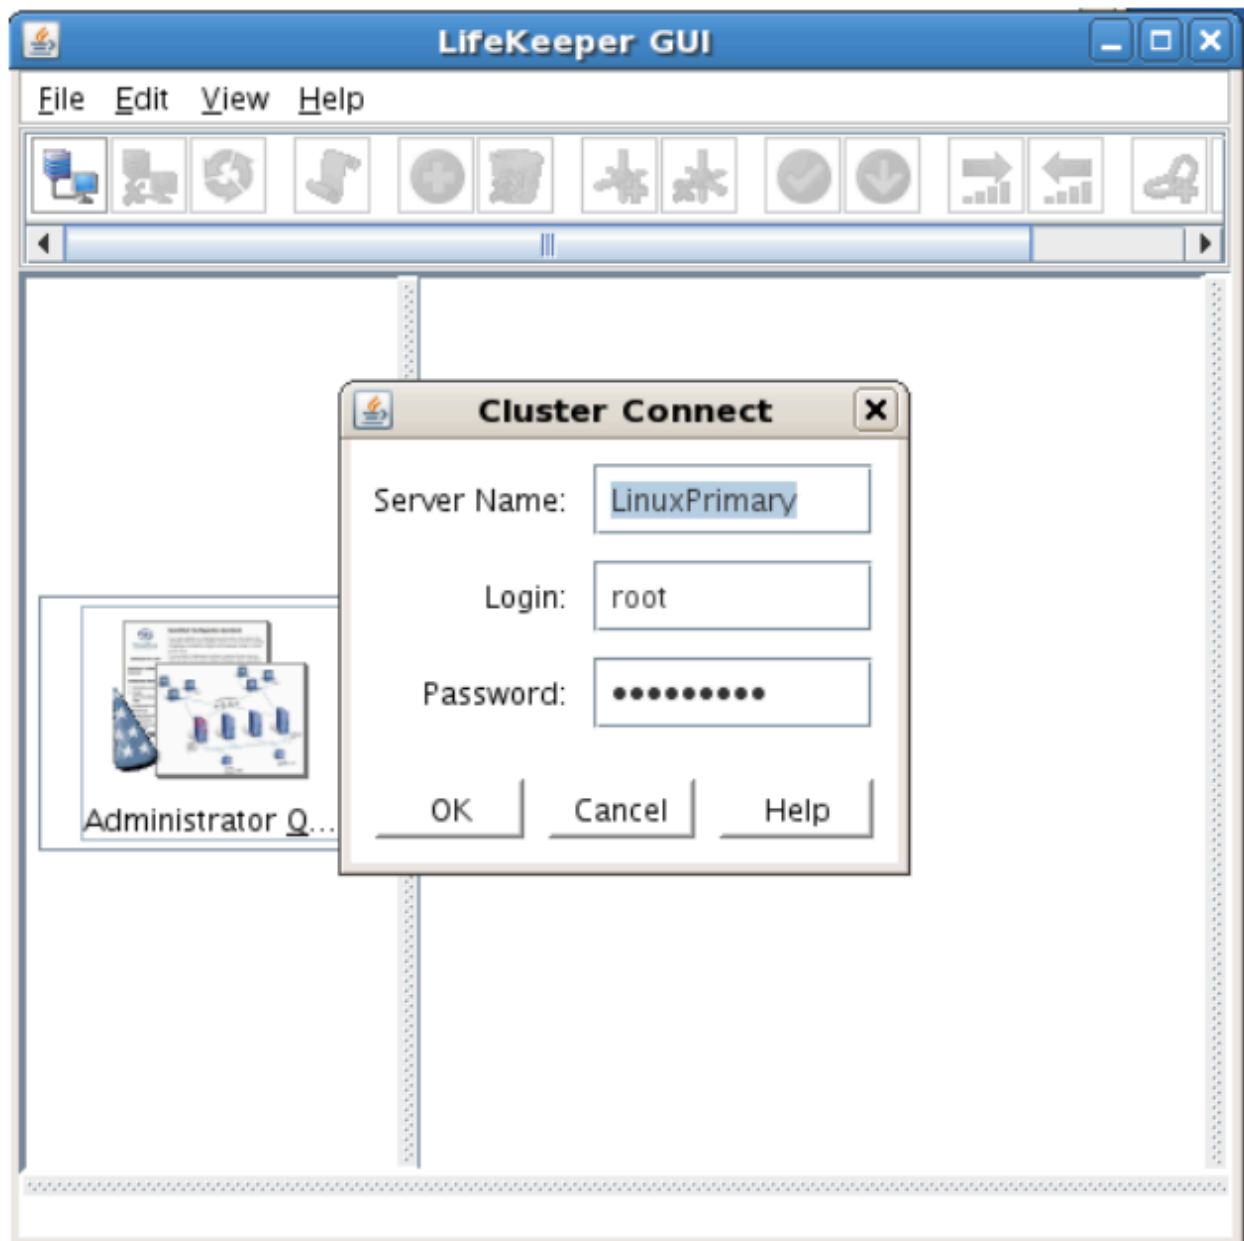 LifeKeeper GUI
File Edit View Help
Cluster Connect
Server Name: LinuxPrimary
Login: root
Password: •••••••••
OK Cancel Help
Administrator Q...